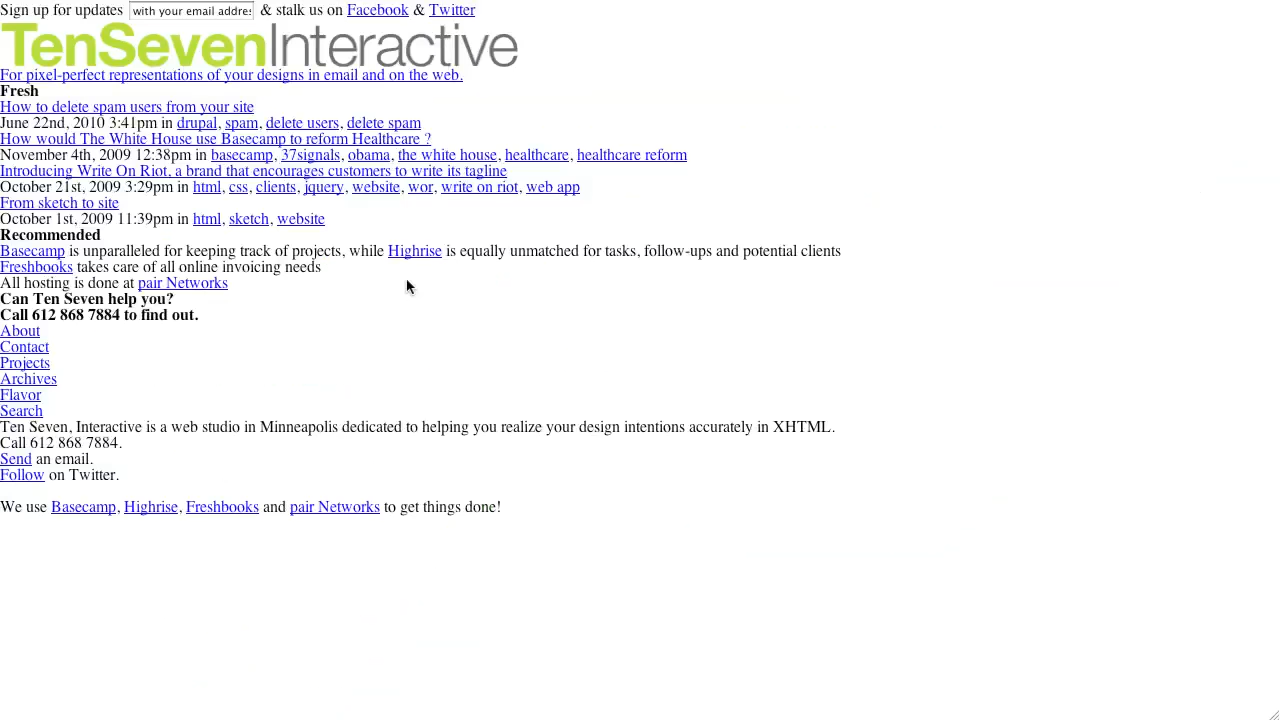 Sign up for updates with your email addres & stalk us on Facebook & Twitter
TenSevenInteractive
For pixel-perfect representations of your designs in email and on the web.
Fresh
How to delete spam users from your site
June 22nd, 2010 3:41pm in drupal, spam, delete users, delete spam
How would The White House use Basecamp to reform Healthcare ?
November 4th, 2009 12:38pm in basecamp, 37signals, obama, the white house, healthcare, healthcare reform
Introducing Write On Riot, a brand that encourages customers to write its tagline
October 21st, 2009 3:29pm in html, css, clients, jquery, website, wor, write on riot, web app
From sketch to site
October 1st, 2009 11:39pm in html, sketch, website
Recommended
Basecamp is unparalleled for keeping track of projects, while Highrise is equally unmatched for tasks, follow-ups and potential clients
Freshbooks takes care of all online invoicing needs
All hosting is done at pair Networks
Can Ten Seven help you?
Call 612 868 7884 to find out.
About
Contact
Projects
Archives
Flavor
Search
Ten Seven, Interactive is a web studio in Minneapolis dedicated to helping you realize your design intentions accurately in XHTML.
Call 612 868 7884.
Send an email.
Follow on Twitter.
We use Basecamp, Highrise, Freshbooks and pair Networks to get things done!